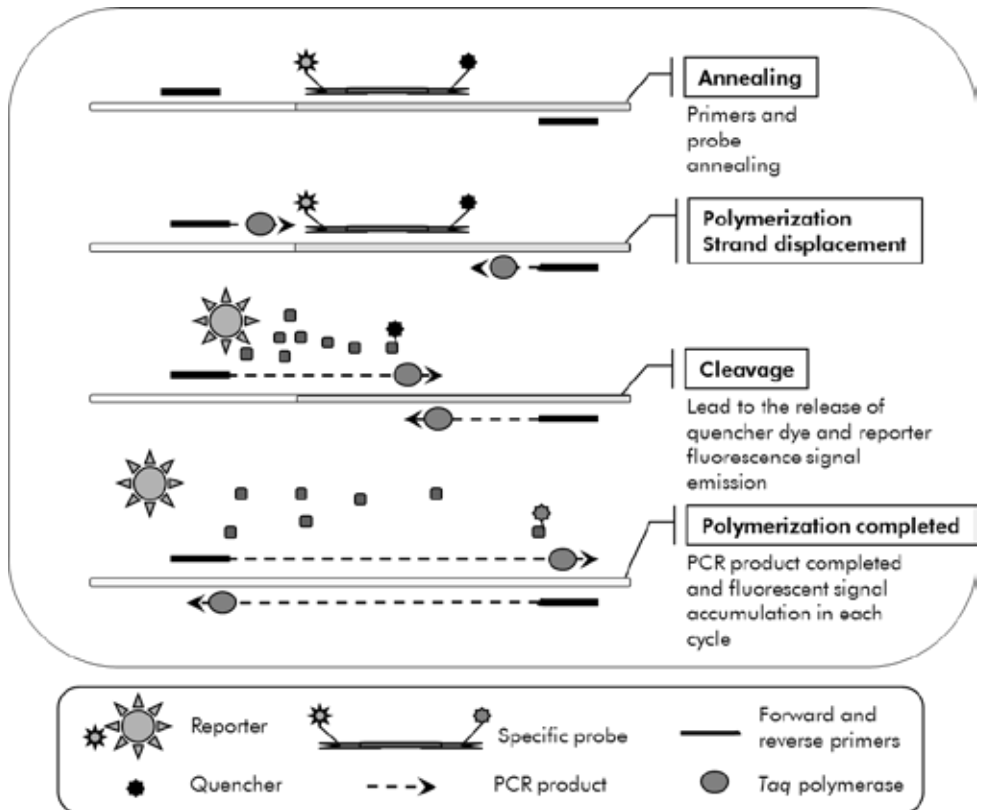 Annealing
Primers and
probe
annealing
Polymerization
Strand displacement
Cleavage
Lead to the release of
quencher dye and reporter
fluorescence signal
emission
Polymerization completed
PCR product completed
and fluorescent signal
accumulation in each
cycle
Reporter
Specific probe
Forward and
reverse primers
Quencher
PCR product
Taq polymerase